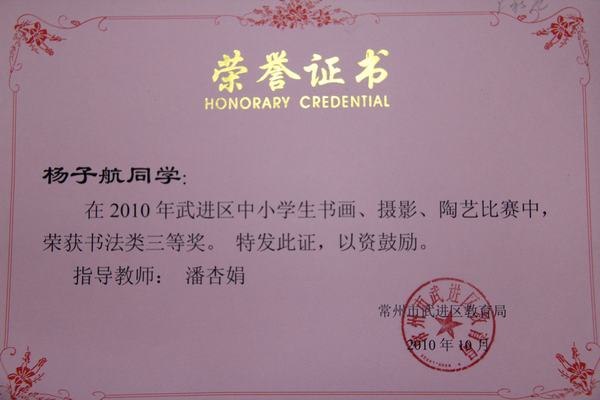 荣誉证书
HONORARY CREDENTIAL
杨子航同学：
在2010年武进区中小学生书画、摄影、陶艺比赛中，
荣获书法类三等奖。 特发此证，以资鼓励。
指导教师： 潘杏娟
常州市武进区教育局
2010年10月